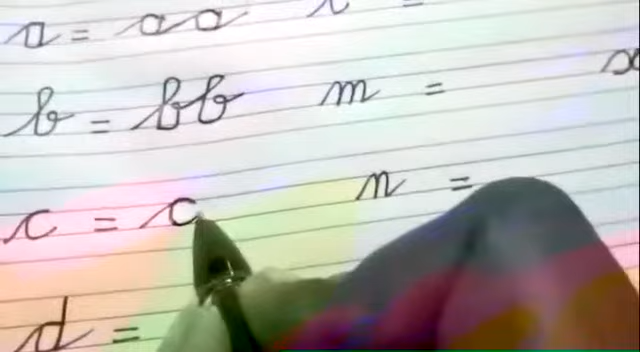 a = aa l =
b = bb m =
c = c n =
d =